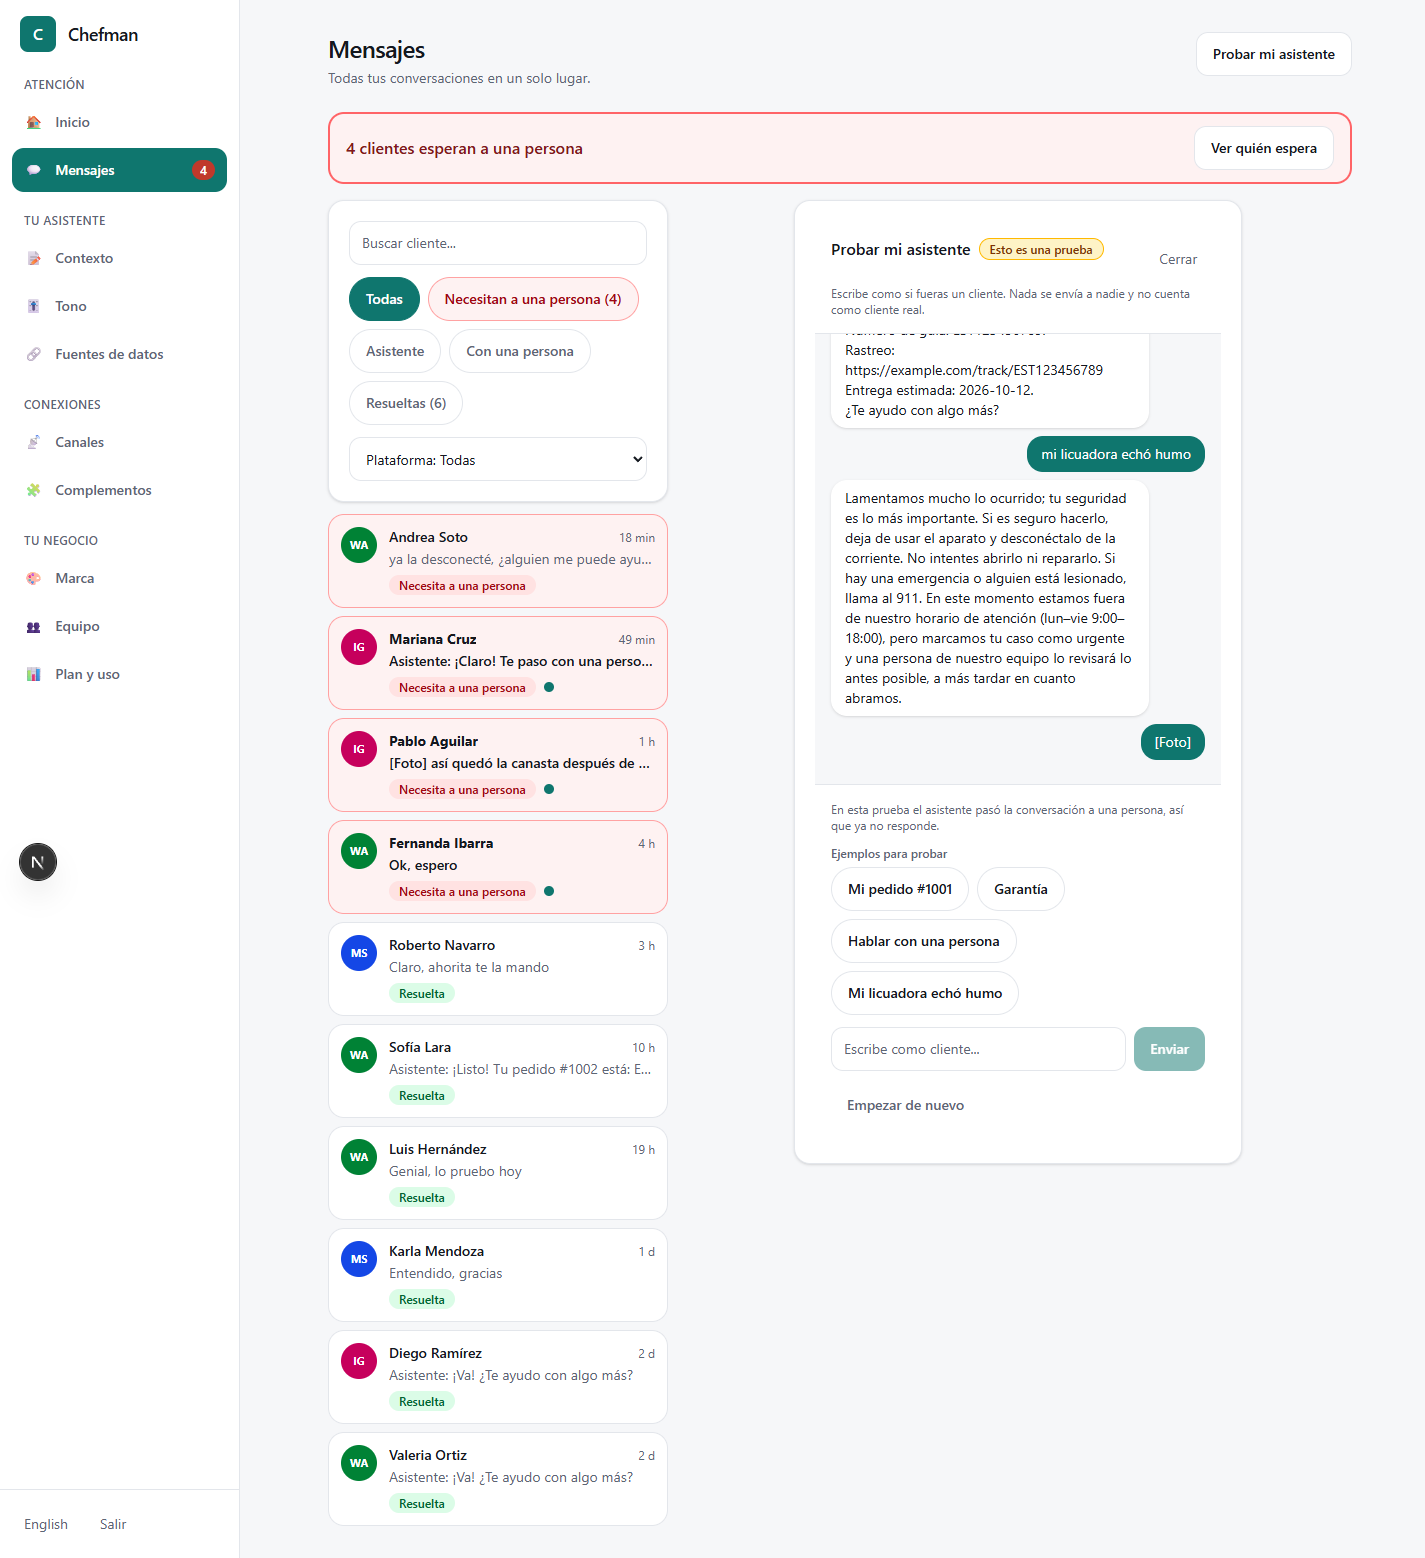 C
Chefman
ATENCIÓN
Inicio
Mensajes
4
TU ASISTENTE
Contexto
Tono
Fuentes de datos
CONEXIONES
Canales
Complementos
TU NEGOCIO
Marca
Equipo
Plan y uso
N
English
Salir
Mensajes
Todas tus conversaciones en un solo lugar.
Probar mi asistente
4 clientes esperan a una persona
Ver quién espera
Buscar cliente...
Todas
Necesitan a una persona (4)
Asistente
Con una persona
Resueltas (6)
Plataforma: Todas
WA
Andrea Soto
18 min
ya la desconecté, ¿alguien me puede ayu...
Necesita a una persona
IG
Mariana Cruz
49 min
Asistente: ¡Claro! Te paso con una perso...
Necesita a una persona
IG
Pablo Aguilar
1 h
[Foto] así quedó la canasta después de ...
Necesita a una persona
WA
Fernanda Ibarra
4 h
Ok, espero
Necesita a una persona
MS
Roberto Navarro
3 h
Claro, ahorita te la mando
Resuelta
WA
Sofía Lara
10 h
Asistente: ¡Listo! Tu pedido #1002 está: E...
Resuelta
WA
Luis Hernández
19 h
Genial, lo pruebo hoy
Resuelta
MS
Karla Mendoza
1 d
Entendido, gracias
Resuelta
IG
Diego Ramírez
2 d
Asistente: ¡Va! ¿Te ayudo con algo más?
Resuelta
WA
Valeria Ortiz
2 d
Asistente: ¡Va! ¿Te ayudo con algo más?
Resuelta
Probar mi asistente
Esto es una prueba
Cerrar
Escribe como si fueras un cliente. Nada se envía a nadie y no cuenta
como cliente real.
Rastreo:
https://example.com/track/EST123456789
Entrega estimada: 2026-10-12.
¿Te ayudo con algo más?
mi licuadora echó humo
Lamentamos mucho lo ocurrido; tu seguridad
es lo más importante. Si es seguro hacerlo,
deja de usar el aparato y desconéctalo de la
corriente. No intentes abrirlo ni repararlo. Si
hay una emergencia o alguien está lesionado,
llama al 911. En este momento estamos fuera
de nuestro horario de atención (lun–vie 9:00–
18:00), pero marcamos tu caso como urgente
y una persona de nuestro equipo lo revisará lo
antes posible, a más tardar en cuanto
abramos.
[Foto]
En esta prueba el asistente pasó la conversación a una persona, así
que ya no responde.
Ejemplos para probar
Mi pedido #1001
Garantía
Hablar con una persona
Mi licuadora echó humo
Escribe como cliente...
Enviar
Empezar de nuevo